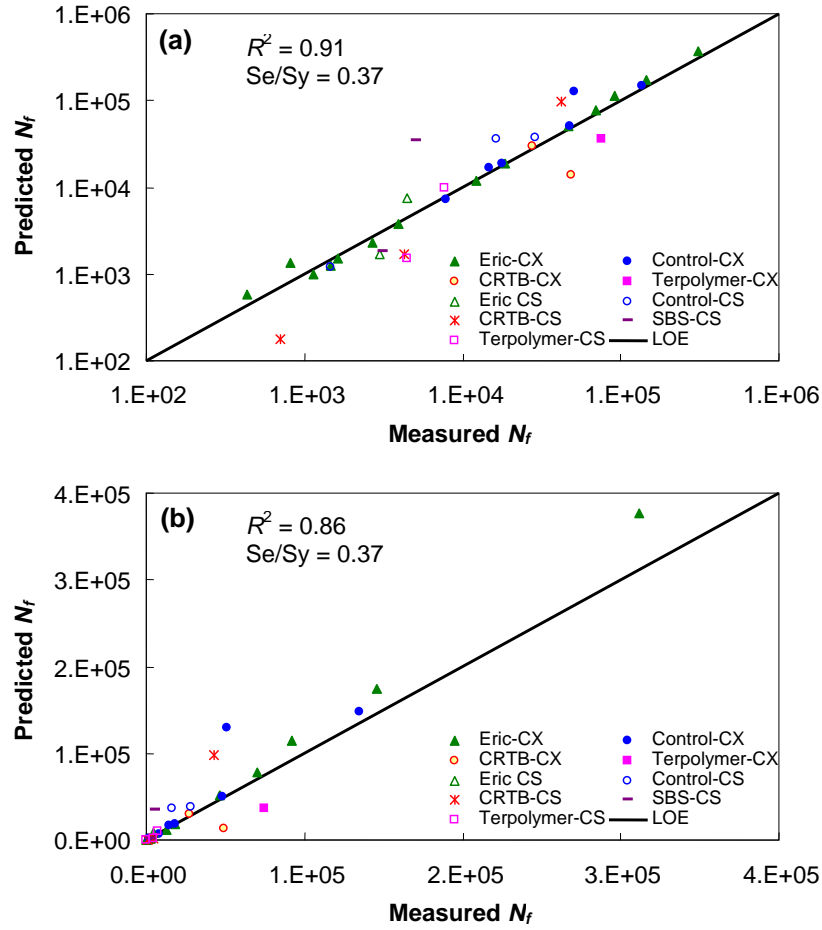 (a)
R² = 0.91
Se/Sy = 0.37
1.E+06
1.E+05
1.E+04
1.E+03
1.E+02
Predicted Nf
Eric-CX
Control-CX
CRTB-CX
Terpolymer-CX
Eric CS
Control-CS
CRTB-CS
SBS-CS
Terpolymer-CS
LOE
1.E+02 1.E+03 1.E+04 1.E+05 1.E+06
Measured Nf
(b)
R² = 0.86
Se/Sy = 0.37
4.E+05
3.E+05
2.E+05
1.E+05
0.E+00
Predicted Nf
Eric-CX
Control-CX
CRTB-CX
Terpolymer-CX
Eric CS
Control-CS
CRTB-CS
SBS-CS
Terpolymer-CS
LOE
0.E+00 1.E+05 2.E+05 3.E+05 4.E+05
Measured Nf